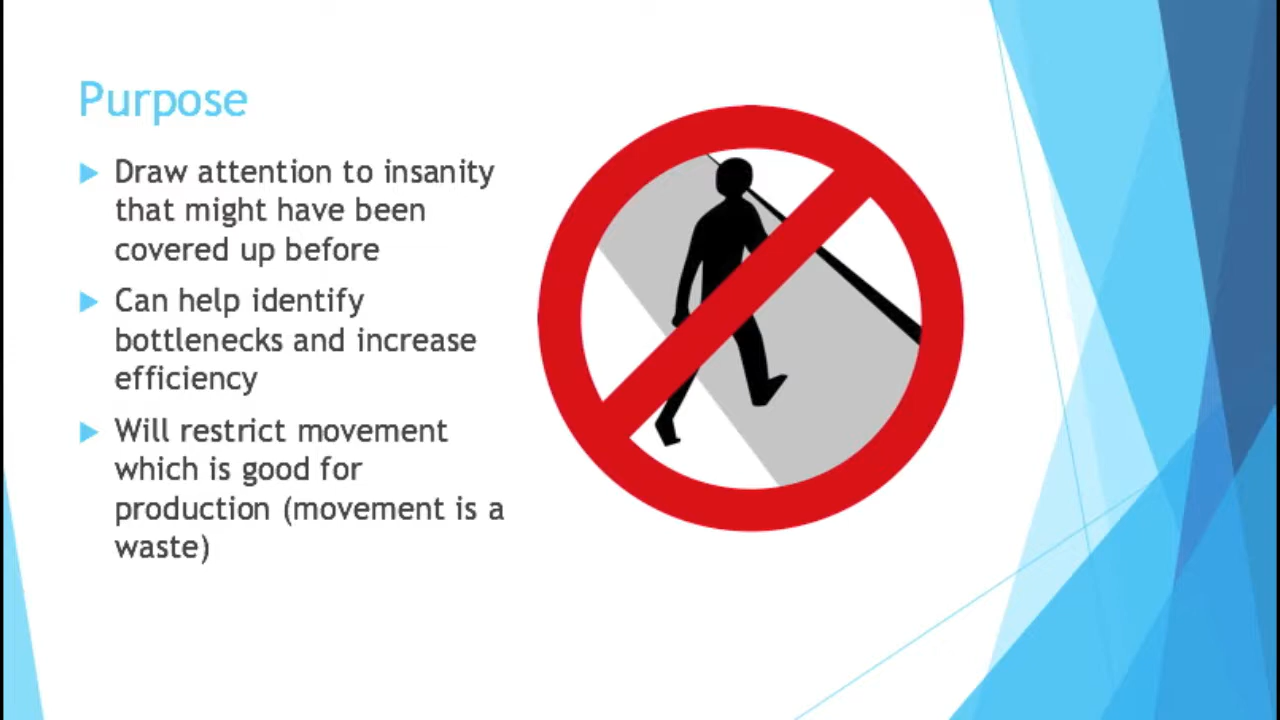 Purpose
Draw attention to insanity
that might have been
covered up before
Can help identify
bottlenecks and increase
efficiency
Will restrict movement
which is good for
production (movement is a
waste)